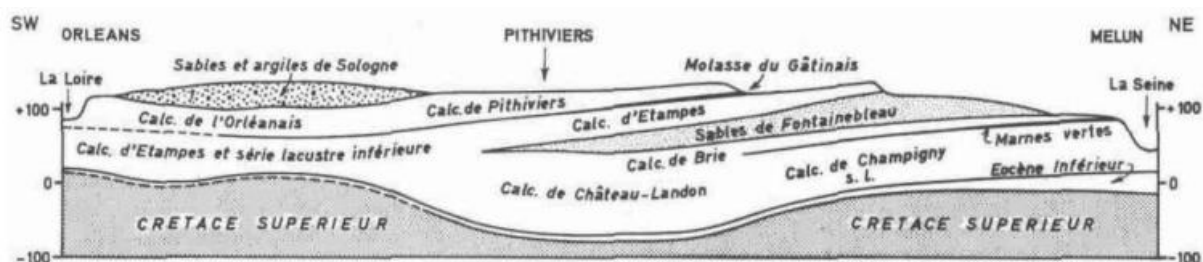 SW
NE
ORLEANS
PITHIVIERS
MELUN
Sables et argiles de Sologne
Molasse du Gâtinais
La Loire
La Seine
+100
+100
Calc. de Pithiviers
Calc. d'Etampes
Calc. de l'Orléanais
Sables de Fontainebleau
Calc. d'Etampes et série lacustre inférieure
Calc. de Brie
Marnes vertes
Calc. de Champigny
s. l.
Eocène Inférieur
Calc. de Château-Landon
0
0
CRETACE SUPERIEUR
CRETACE SUPERIEUR
-100
-100